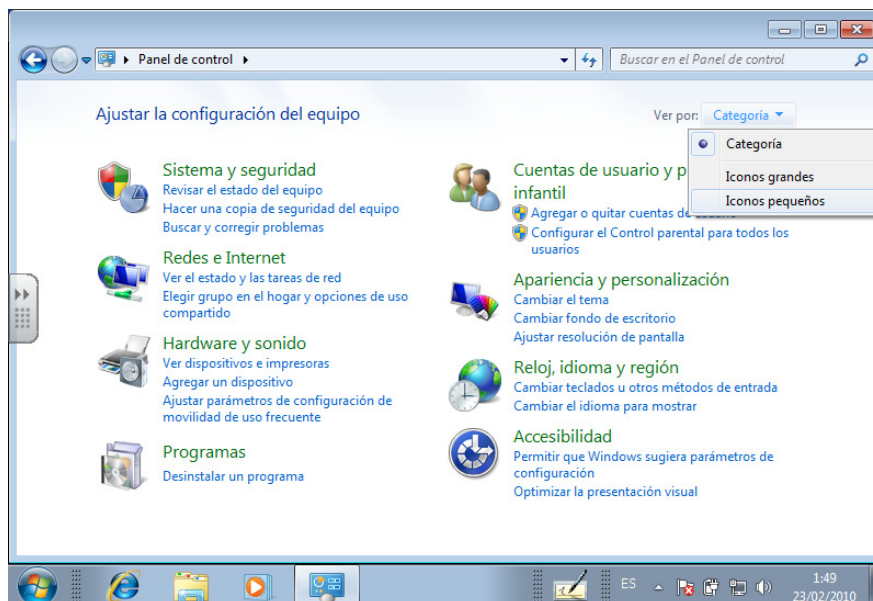 Panel de control
Buscar en el Panel de control
Ajustar la configuración del equipo
Ver por: Categoría
Categoría
Iconos grandes
Iconos pequeños
Sistema y seguridad
Revisar el estado del equipo
Hacer una copia de seguridad del equipo
Buscar y corregir problemas
Redes e Internet
Ver el estado y las tareas de red
Elegir grupo en el hogar y opciones de uso
compartido
Hardware y sonido
Ver dispositivos e impresoras
Agregar un dispositivo
Ajustar parámetros de configuración de
movilidad de uso frecuente
Programas
Desinstalar un programa
Cuentas de usuario y p
infantil
Agregar o quitar cuentas de
Configurar el Control parental para todos los
usuarios
Apariencia y personalización
Cambiar el tema
Cambiar fondo de escritorio
Ajustar resolución de pantalla
Reloj, idioma y región
Cambiar teclados u otros métodos de entrada
Cambiar el idioma para mostrar
Accesibilidad
Permitir que Windows sugiera parámetros de
configuración
Optimizar la presentación visual
ES
1:49
23/02/2010